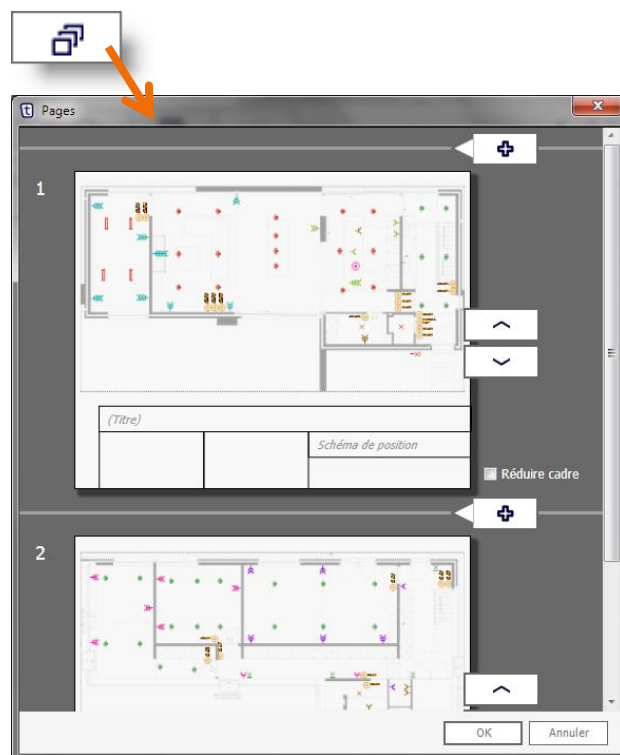 Pages
1
(Titre)
Schéma de position
Réduire cadre
2
OK
Annuler